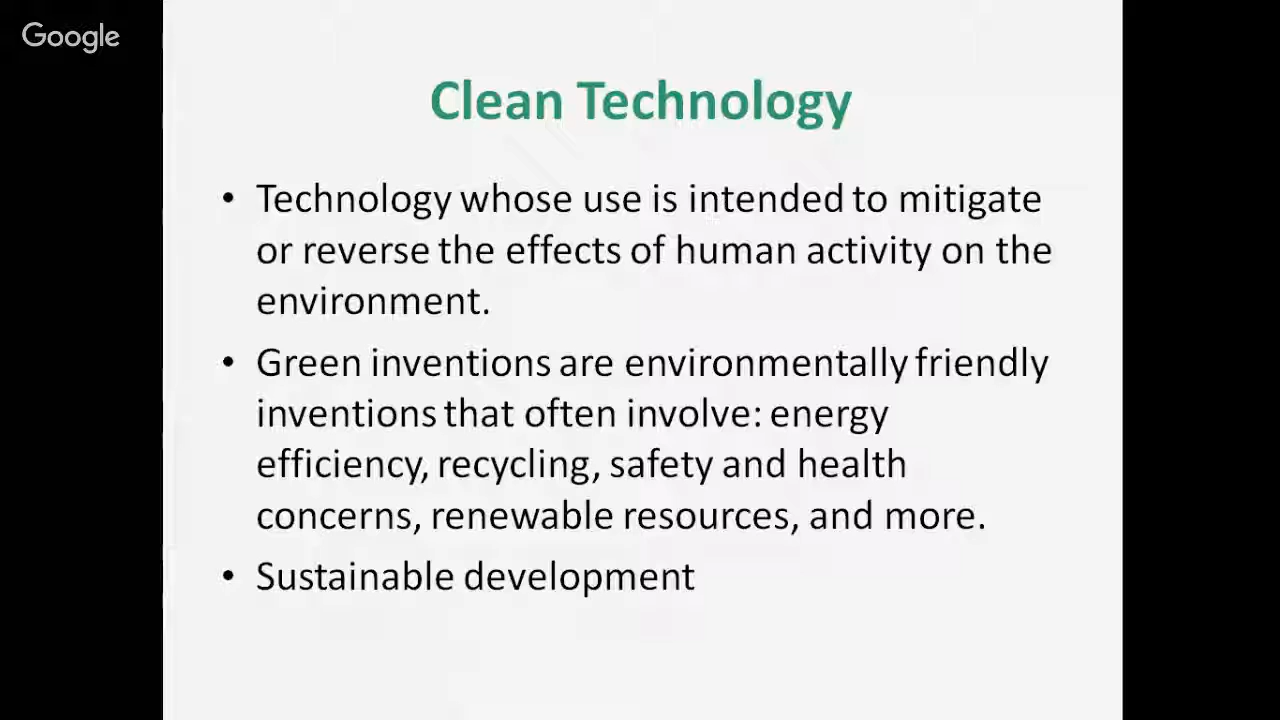 Google
Clean Technology
• Technology whose use is intended to mitigate
or reverse the effects of human activity on the
environment.
• Green inventions are environmentally friendly
inventions that often involve: energy
efficiency, recycling, safety and health
concerns, renewable resources, and more.
• Sustainable development